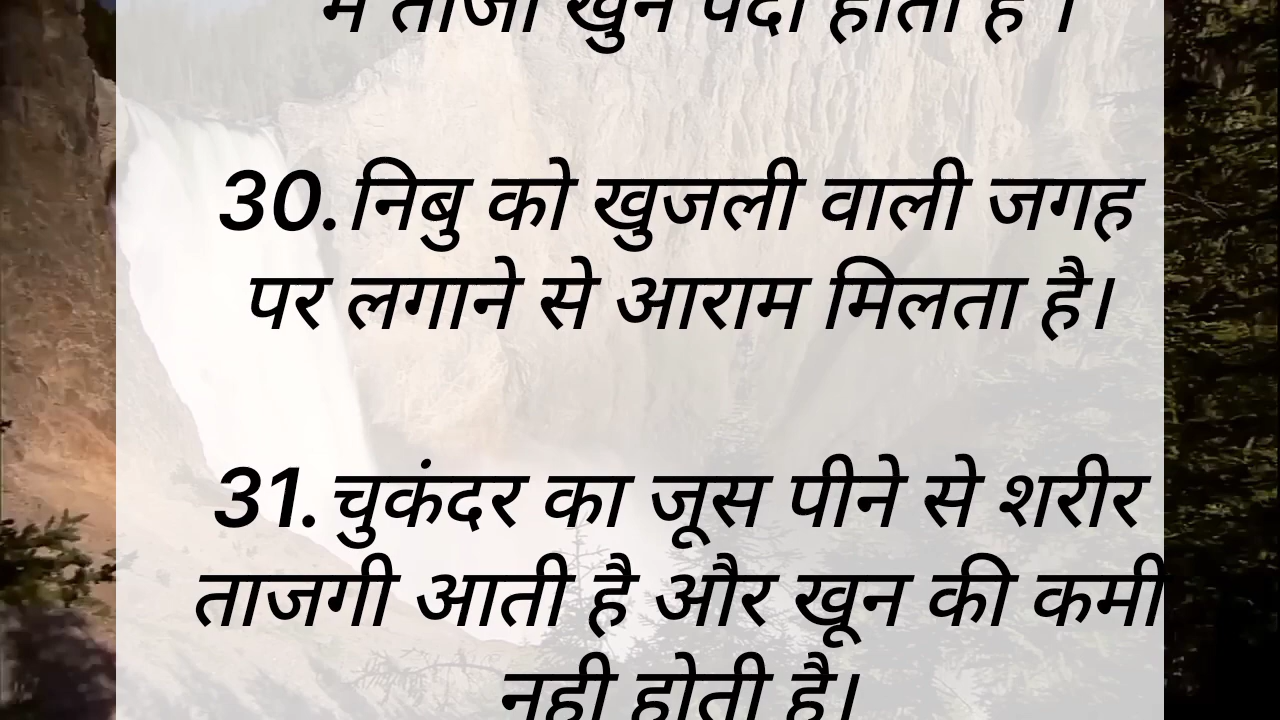 में ताजा खुन पैदा होता है ।
30.निबु को खुजली वाली जगह
पर लगाने से आराम मिलता है।
31.चुकंदर का जूस पीने से शरीर
ताजगी आती है और खून की कमी
नही होती है।